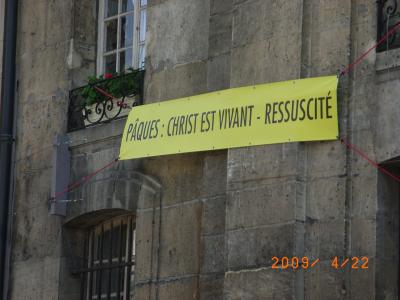 PÂQUES : CHRIST EST VIVANT - RESSUSCITÉ
2009/ 4/22